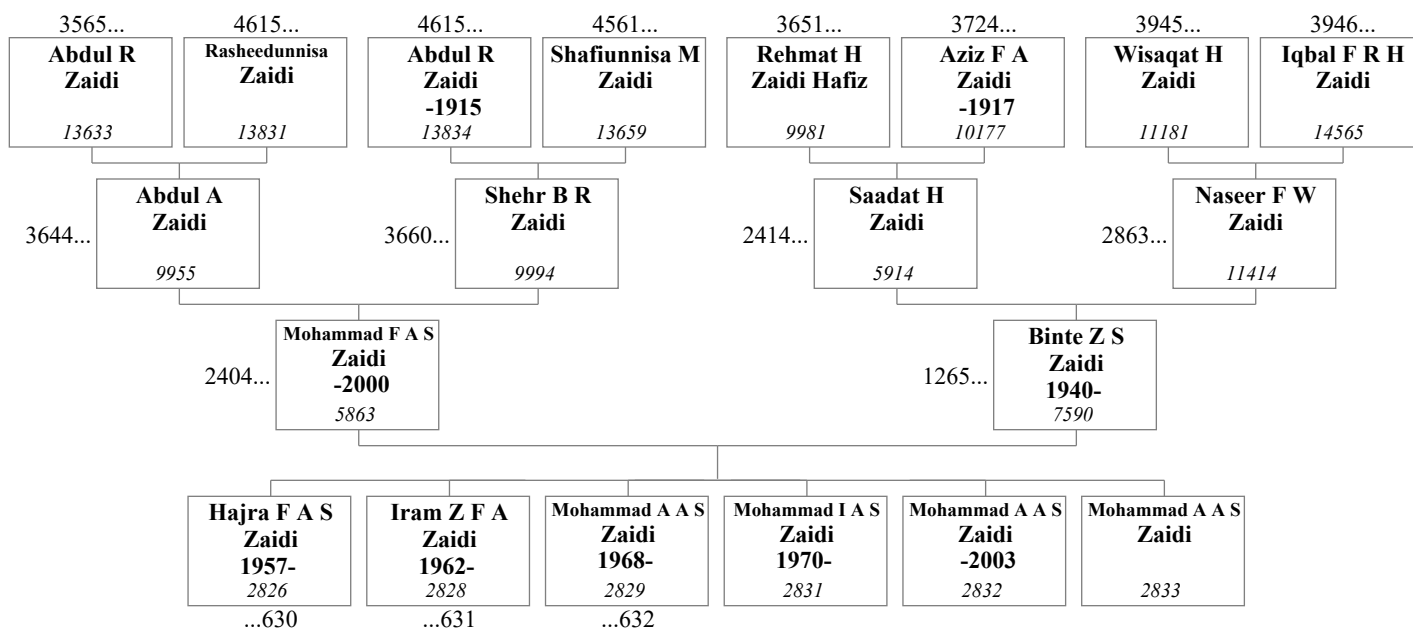 3565... 4615... 4615... 4561... 3651... 3724... 3945... 3946...
Abdul R Rasheedunnisa Abdul R Shafiunnisa M Rehmat H Aziz F A Wisaqat H Iqbal F R H
Zaidi Zaidi Zaidi Zaidi Zaidi Hafiz Zaidi Zaidi Zaidi
-1915 -1917
13633 13831 13834 13659 9981 10177 11181 14565
Abdul A Shehr B R Saadat H Naseer F W
Zaidi Zaidi Zaidi Zaidi
3644... 3660... 2414... 2863...
9955 9994 5914 11414
Mohammad F A S Binte Z S
Zaidi Zaidi
2404... -2000 1265... 1940-
5863 7590
Hajra F A S Iram Z F A Mohammad A A S Mohammad I A S Mohammad A A S Mohammad A A S
Zaidi Zaidi Zaidi Zaidi Zaidi Zaidi
1957- 1962- 1968- 1970- -2003
2826 2828 2829 2831 2832 2833
...630 ...631 ...632